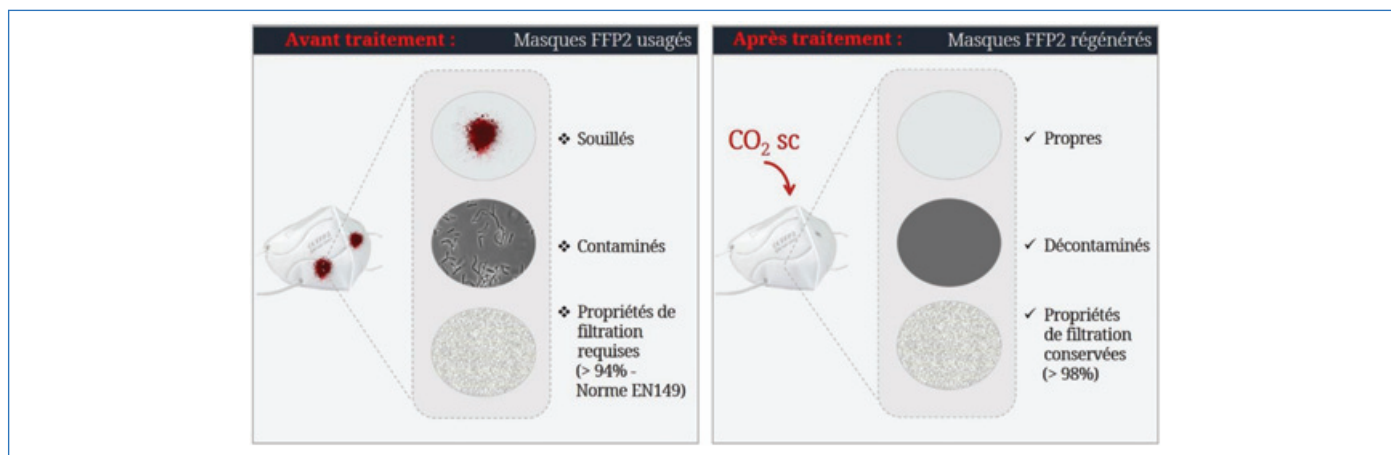 Avant traitement : Masques FFP2 usagés
❖ Souillés
❖ Contaminés
❖ Propriétés de
filtration
requises
(> 94% -
Norme EN149)
Après traitement : Masques FFP2 régénérés
CO₂ sc
✓ Propres
✓ Décontaminés
✓ Propriétés
de filtration
conservées
(> 98%)